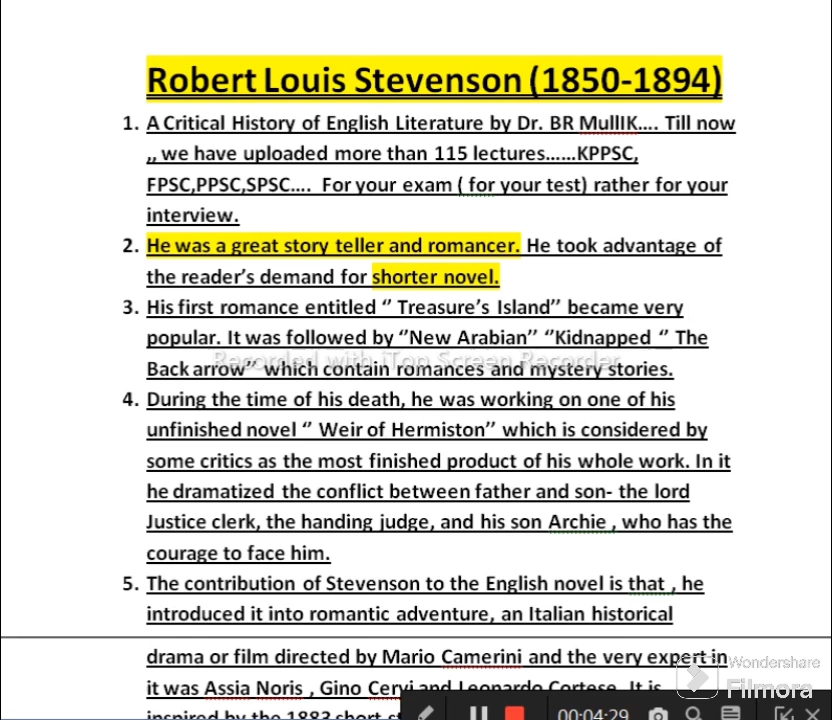 Robert Louis Stevenson (1850-1894)
1. A Critical History of English Literature by Dr. BR MullIK.... Till now
,, we have uploaded more than 115 lectures......KPPSC,
FPSC,PPSC,SPSC.... For your exam ( for your test) rather for your
interview.
2. He was a great story teller and romancer. He took advantage of
the reader's demand for shorter novel.
3. His first romance entitled '' Treasure's Island'' became very
popular. It was followed by ''New Arabian'' ''Kidnapped '' The
Back arrow'' which contain romances and mystery stories.
Recorded with iTop Screen Recorder
4. During the time of his death, he was working on one of his
unfinished novel '' Weir of Hermiston'' which is considered by
some critics as the most finished product of his whole work. In it
he dramatized the conflict between father and son- the lord
Justice clerk, the handing judge, and his son Archie , who has the
courage to face him.
5. The contribution of Stevenson to the English novel is that , he
introduced it into romantic adventure, an Italian historical
drama or film directed by Mario Camerini and the very expert in
it was Assia Noris , Gino Cervi and Leonardo Cortese. It is
inspired by the 1883 short
Wondershare
Filmora
00:04:29